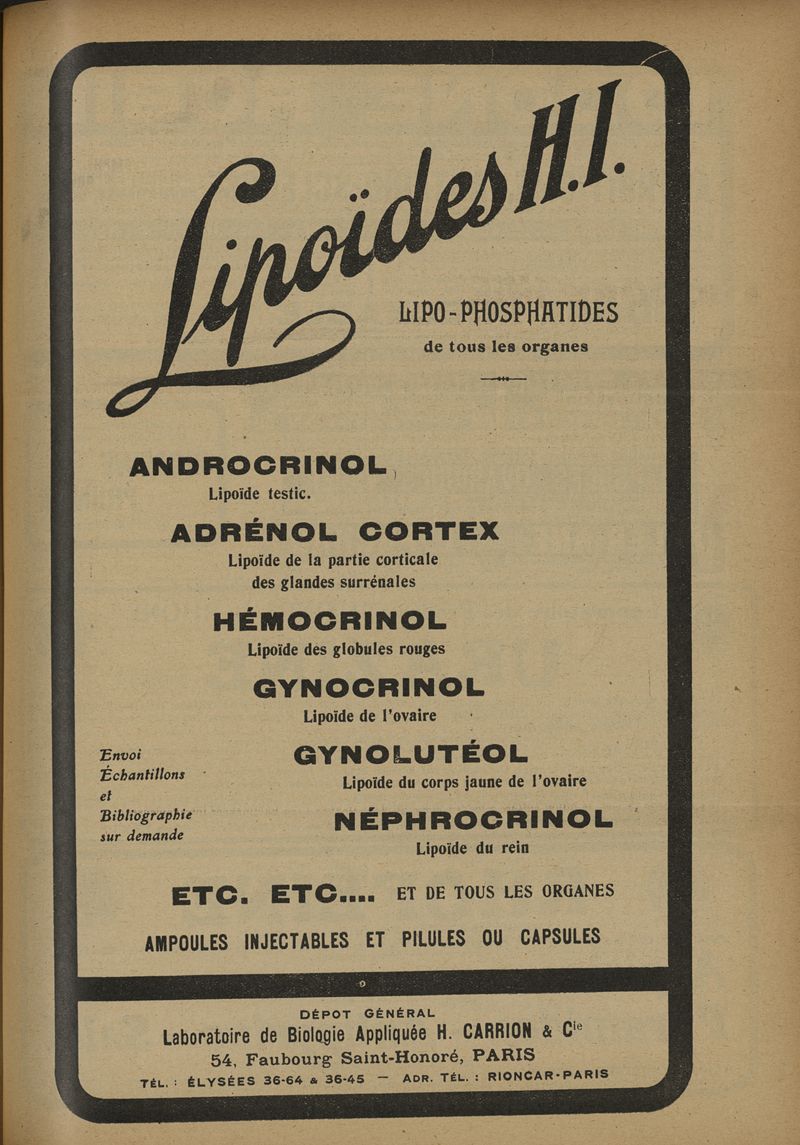 Lipoïdes H.I.
LIPO-PHOSPHATIDES
de tous les organes
ANDROCRINOL
Lipoïde testic.
ADRÉNOL CORTEX
Lipoïde de la partie corticale
des glandes surrénales
HÉMOCRINOL
Lipoïde des globules rouges
GYNOCRINOL
Lipoïde de l'ovaire
GYNOLUTÉOL
Lipoïde du corps jaune de l'ovaire
NÉPHROCRINOL
Lipoïde du rein
Envoi
Échantillons
et
Bibliographie
sur demande
ETC. ETC.... ET DE TOUS LES ORGANES
AMPOULES INJECTABLES ET PILULES OU CAPSULES
DÉPOT GÉNÉRAL
Laboratoire de Biologie Appliquée H. CARRION & Cie
54, Faubourg Saint-Honoré, PARIS
TÉL. : ÉLYSÉES 36-64 & 36-45 — ADR. TÉL. : RIONCAR-PARIS